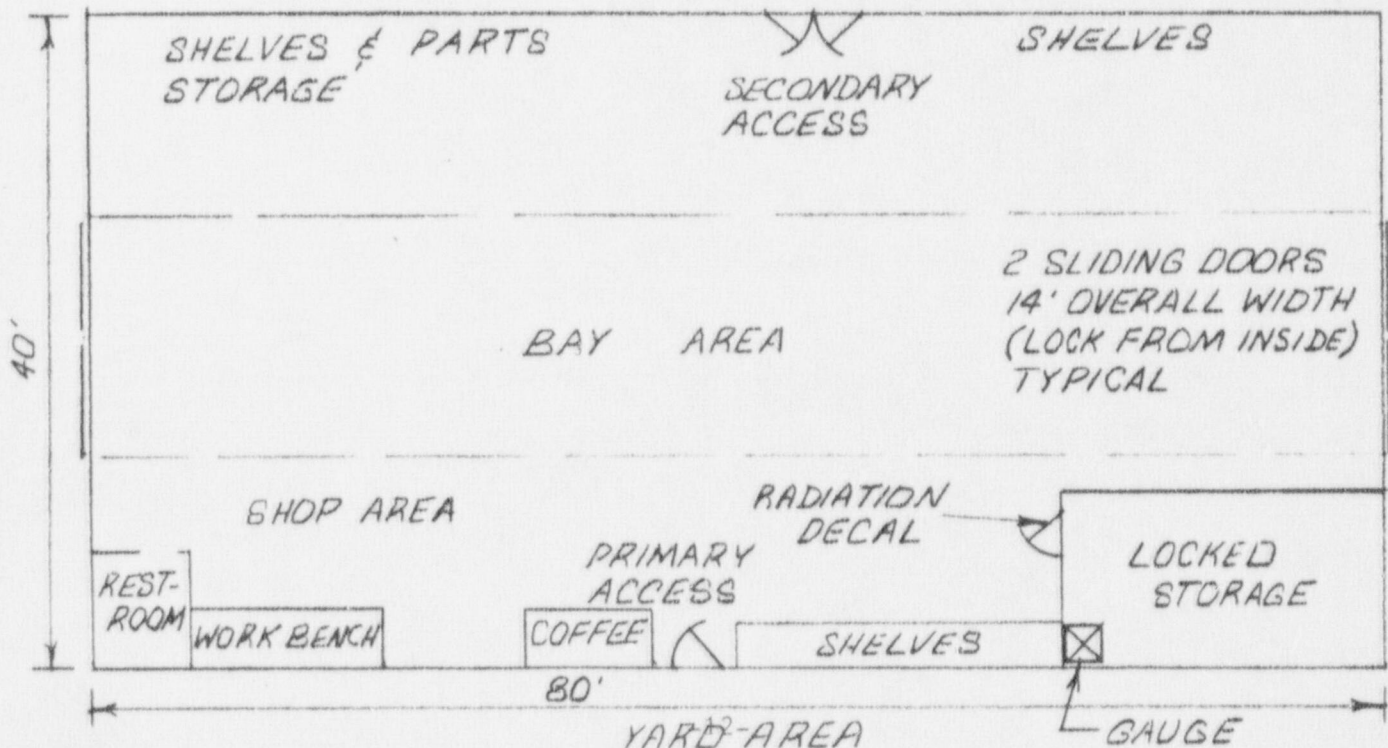 SHELVES & PARTS
STORAGE
SECONDARY
ACCESS
SHELVES
40'
2 SLIDING DOORS
14' OVERALL WIDTH
(LOCK FROM INSIDE)
TYPICAL
BAY AREA
SHOP AREA
RADIATION
DECAL
PRIMARY
ACCESS
LOCKED
STORAGE
REST-
ROOM
WORK BENCH
COFFEE
SHELVES
80'
YARD AREA
GAUGE